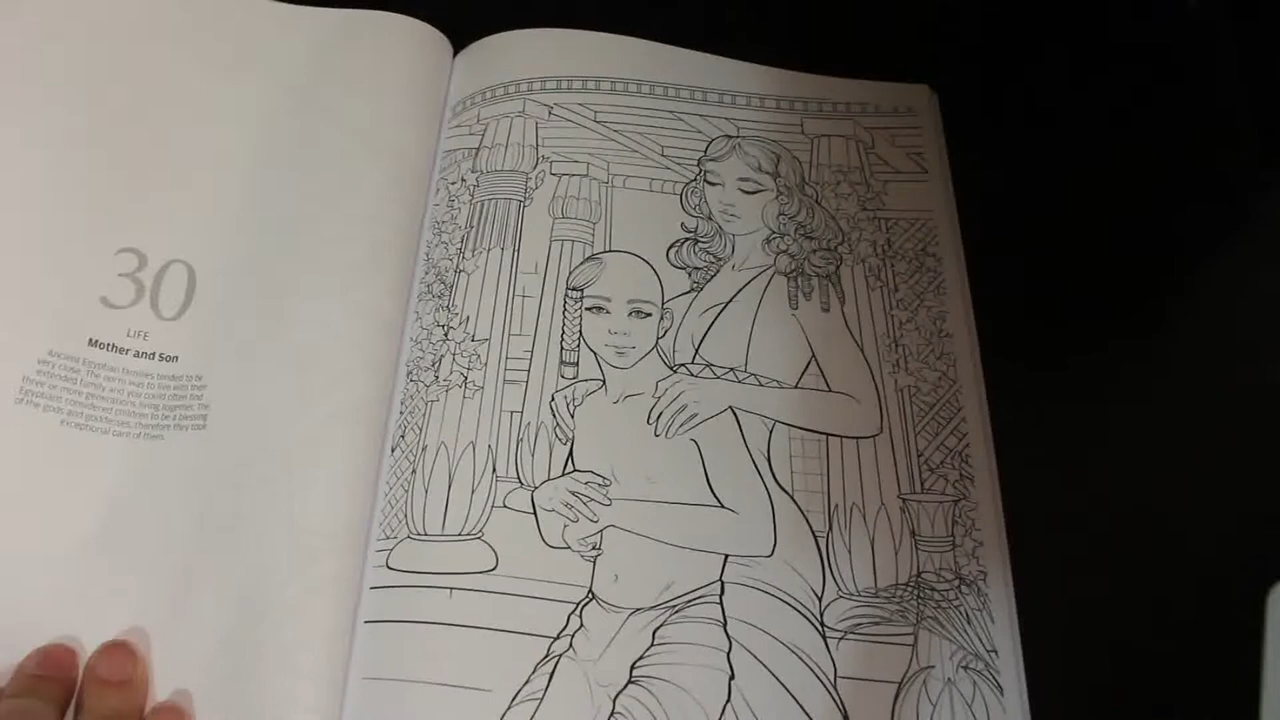 30
LIFE
Mother and Son
Ancient Egyptian families tended to be
very close. The norm was to live with their
extended family and you could often find
three or more generations living together. The
Egyptians considered children to be a blessing
of the gods and goddesses, therefore they took
exceptional care of them.